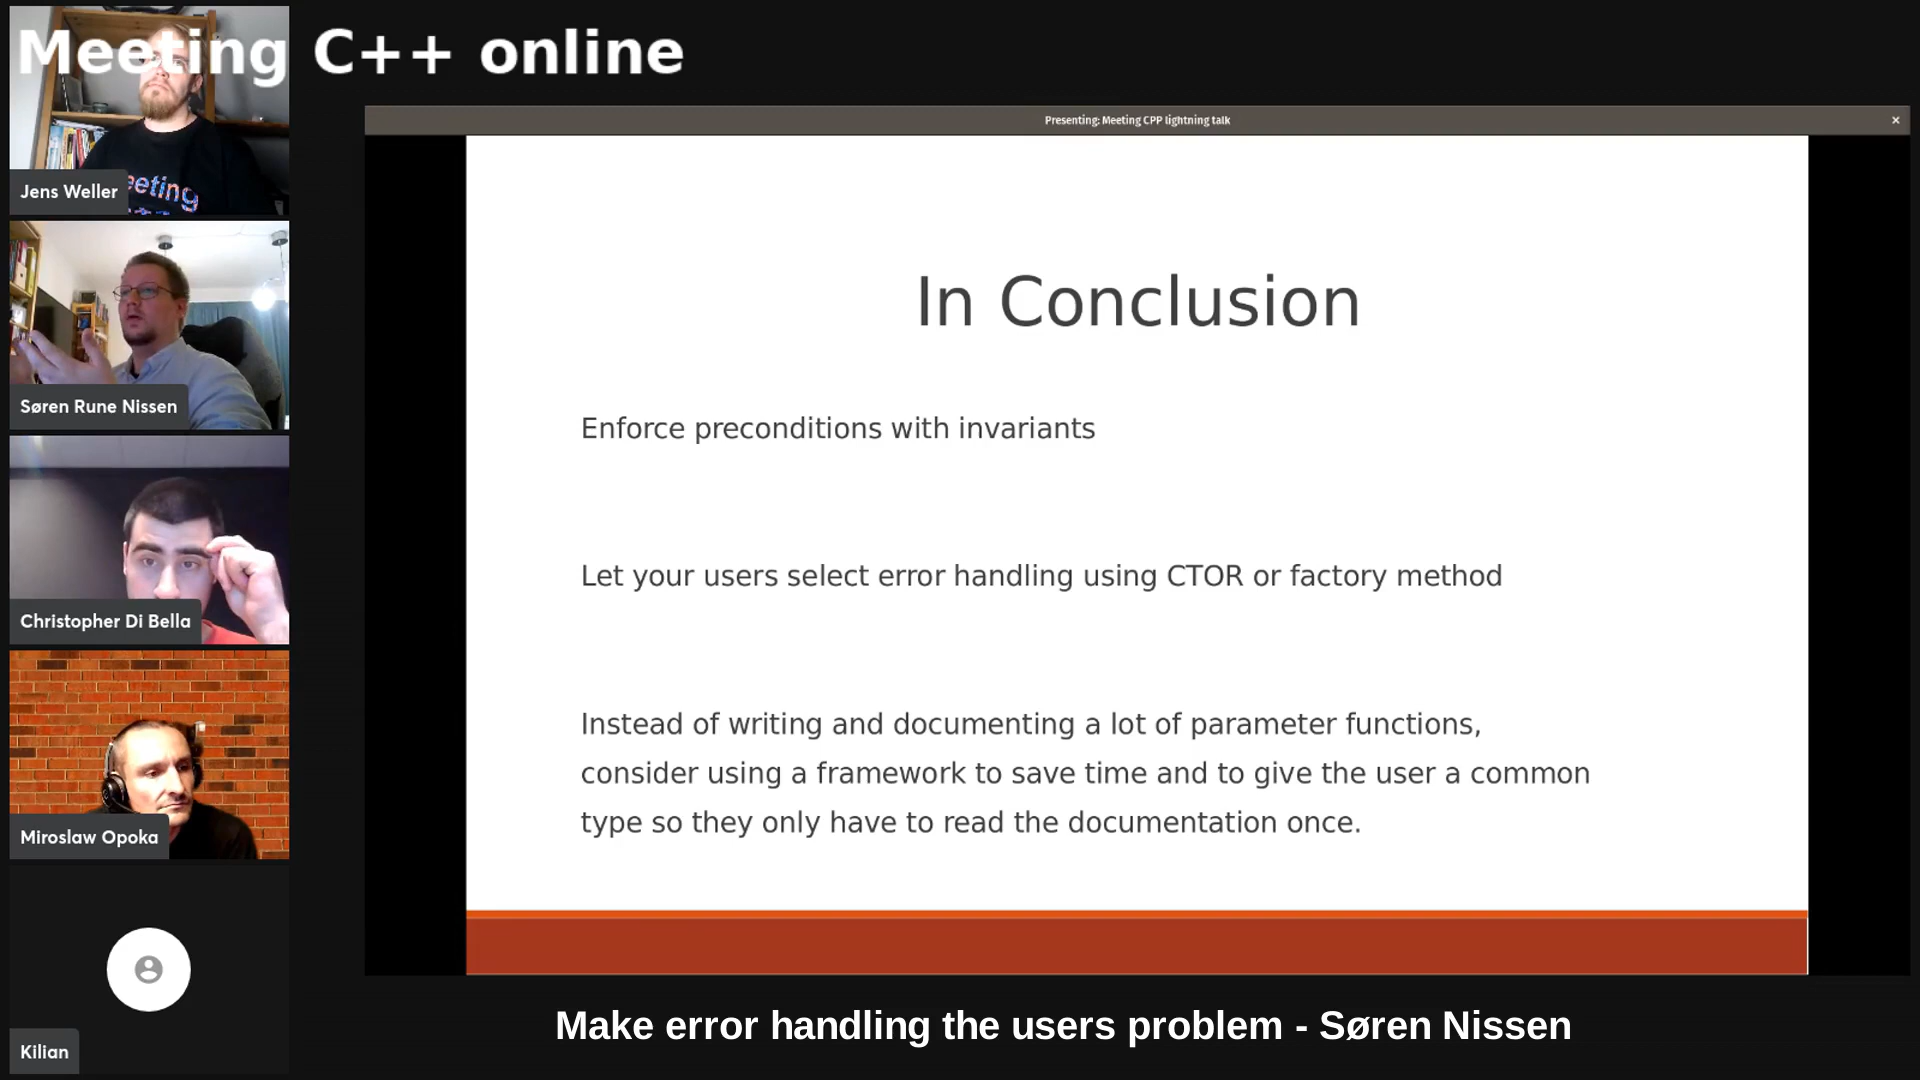 Meeting C++ online
Presenting: Meeting CPP lightning talk
Jens Weller
eeting
Søren Rune Nissen
Christopher Di Bella
Miroslaw Opoka
Kilian
In Conclusion
Enforce preconditions with invariants
Let your users select error handling using CTOR or factory method
Instead of writing and documenting a lot of parameter functions,
consider using a framework to save time and to give the user a common
type so they only have to read the documentation once.
Make error handling the users problem - Søren Nissen